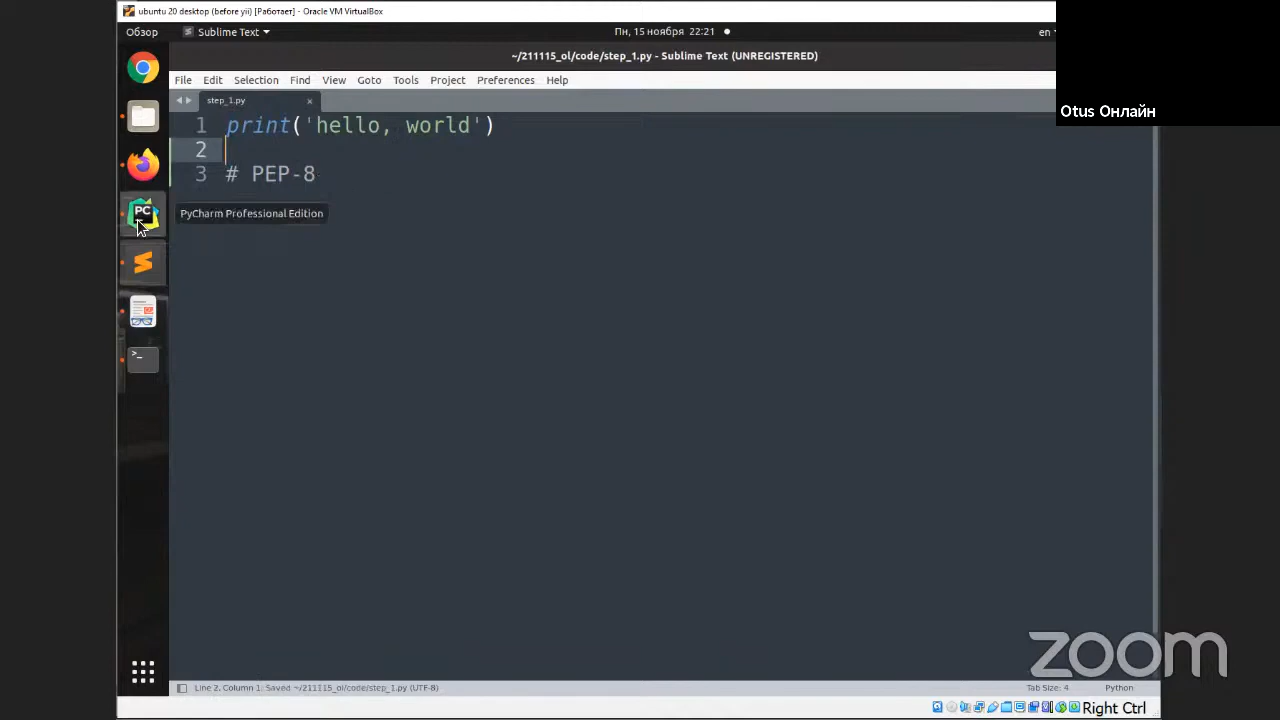 ubuntu 20 desktop (before yii) [Работает] - Oracle VM VirtualBox
Обзор Sublime Text Пн, 15 ноября 22:21 en
~/211115_ol/code/step_1.py - Sublime Text (UNREGISTERED)
File Edit Selection Find View Goto Tools Project Preferences Help
Otus Онлайн
step_1.py ×
1 print('hello, world')
2
3 # PEP-8
PC
PyCharm Professional Edition
>_
zoom
Line 2, Column 1; Saved ~/211115_ol/code/step_1.py (UTF-8) Tab Size: 4 Python
Right Ctrl